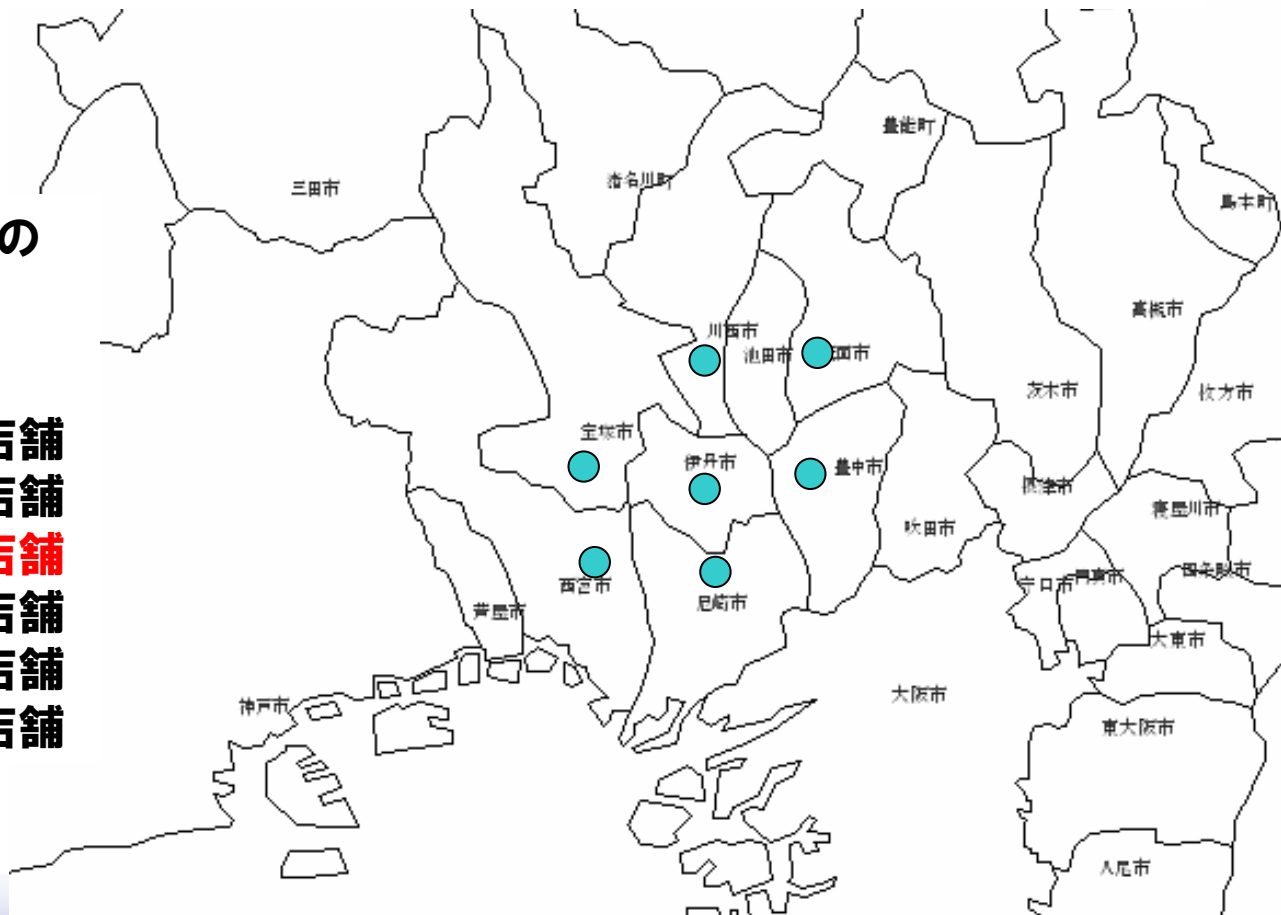 豊能町
猪名川町
三田市
島本町
の
高槻市
川西市
池田市
面市
茨木市
枚方市
宝塚市
店舗
伊丹市
豊中市
摂津市
店舗
寝屋川市
吹田市
店舗
四条畷市
門真市
守口市
西宮市
尼崎市
芦屋市
店舗
大東市
店舗
大阪市
神戸市
店舗
東大阪市
八尾市